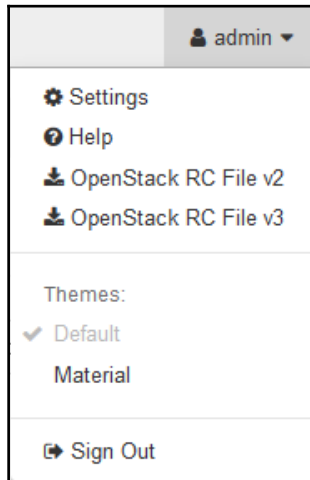 admin
Settings
Help
OpenStack RC File v2
OpenStack RC File v3
Themes:
Default
Material
Sign Out